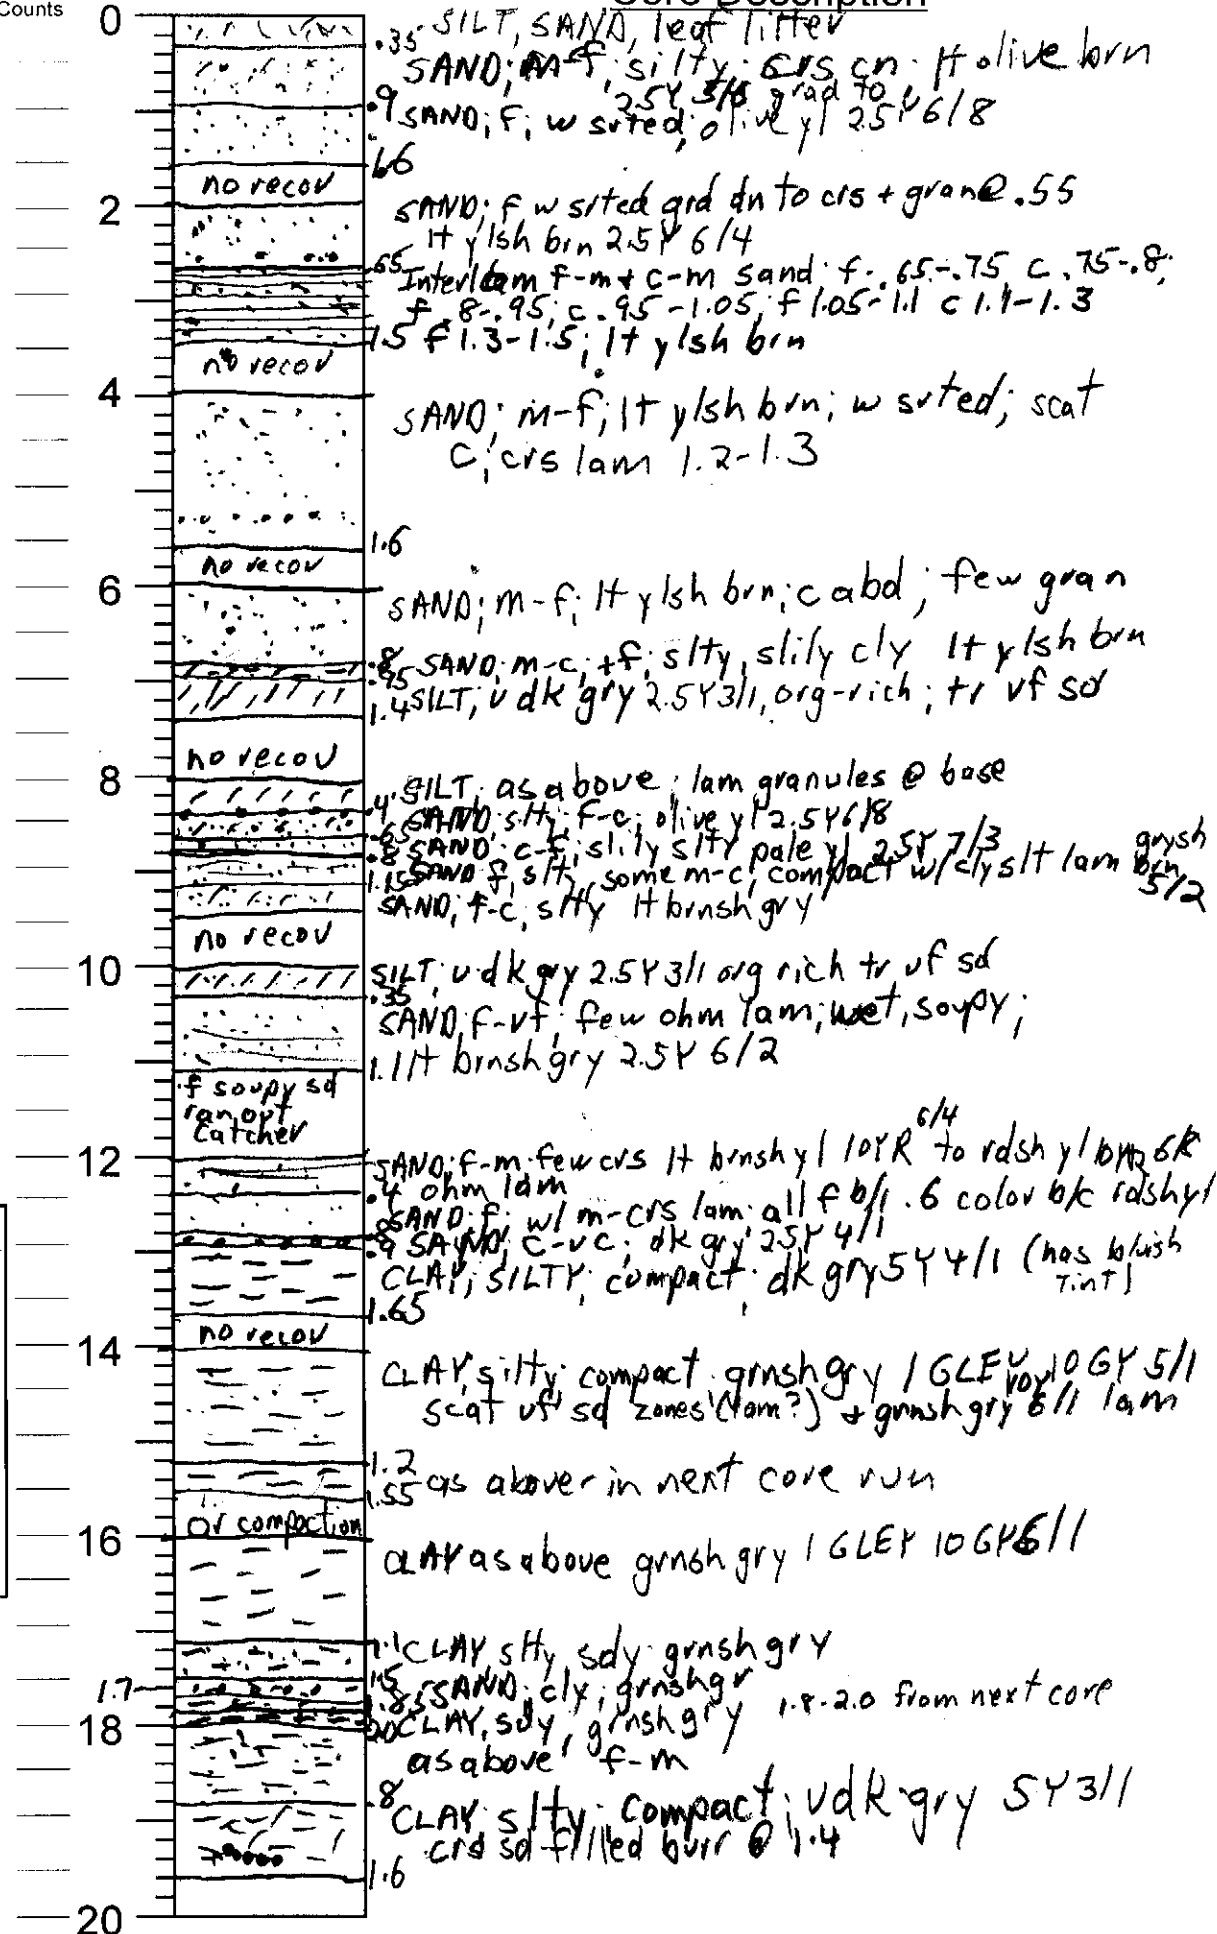 Counts
Core Description
0
SILT, SAND, leaf litter
.35
SAND; m-f; silty; crs cn; lt olive brn
2.5Y 5/6 grad to
.9 SAND; f; w srted; olive yl 2.5Y 6/8
1.6
no recov
2
SAND; f w srted grd dn to crs + gran @ .55
lt ylsh brn 2.5Y 6/4
.65 Interlam f-m + c-m sand: f .65-.75 c .75-.8;
f .8-.95; c .95-1.05; f 1.05-1.1 c 1.1-1.3
1.5 f 1.3-1.5; lt ylsh brn
no recov
4
SAND; m-f; lt ylsh brn; w srted; scat
c; crs lam 1.2-1.3
1.6
no recov
6
SAND; m-f; lt ylsh brn; c abd; few gran
.8 SAND; m-c; +f; slty, slily cly lt ylsh brn
.95
SILT; v dk gry 2.5Y3/1, org-rich; tr vf sd
1.4
no recov
8
SILT; as above; lam granules @ base
.4 SAND; slty; f-c; olive yl 2.5Y6/8
.65 SAND; c-f; slily slty pale yl 2.5Y 7/3
.8 SAND f, slty, some m-c, compact w/ cly slt lam grysh brn 5/2
1.15
SAND, f-c, slty lt brnsh gry
no recov
10
SILT; v dk gry 2.5Y 3/1 org rich tr vf sd
.35
SAND, f-vf; few ohm lam; wet, soupy;
1.1 lt brnsh gry 2.5Y 6/2
f soupy sd
ran out
catcher
12
SAND; f-m; few crs lt brnsh yl 10YR 6/4 to rdsh yl 6/8
.4 ohm lam
SAND f; w/ m-crs lam; all f b/l .6 color b/c rdsh yl
.8
.9 SAND; c-vc; dk gry 2.5Y 4/1
CLAY; SILTY; compact; dk gry 5Y 4/1 (has bluish
TinT)
1.65
no recov
14
CLAY, silty; compact grnsh gry 1 GLEY 10GY 5/1
scat vf sd zones (lam?) + grnsh gry 6/1 lam
1.2
as above in next core run
1.55
or compaction
16
CLAY as above grnsh gry 1 GLEY 10GY6/1
1.1 CLAY slty sdy; grnsh gry
1.5
1.7
SAND; cly; grnsh gr
1.85
1.8-2.0 from next core
2.0 CLAY, sdy, grnsh gry
18
as above; f-m
.8
CLAY; slty; compact; v dk gry 5Y 3/1
crs sd filled burr @ 1.4
1.6
20